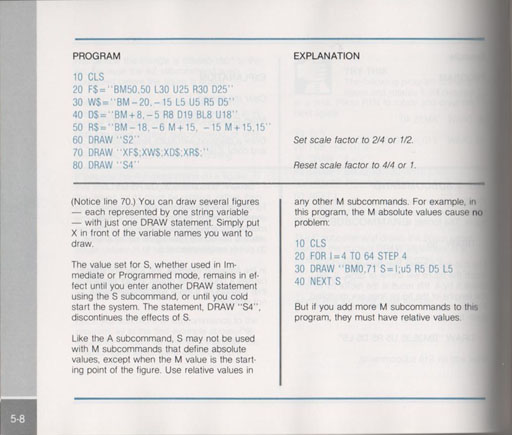 PROGRAM
10 CLS
20 F$=''BM50,50 L30 U25 R30 D25''
30 W$=''BM-20,-15 L5 U5 R5 D5''
40 D$=''BM+8,-5 R8 D19 BL8 U18''
50 R$=''BM-18,-6 M+15, -15 M+15,15''
60 DRAW ''S2''
70 DRAW ''XF$;XW$;XD$;XR$;''
80 DRAW ''S4''
EXPLANATION
Set scale factor to 2/4 or 1/2.
Reset scale factor to 4/4 or 1.
(Notice line 70.) You can draw several figures
— each represented by one string variable
— with just one DRAW statement. Simply put
X in front of the variable names you want to
draw.
The value set for S, whether used in Im-
mediate or Programmed mode, remains in ef-
fect until you enter another DRAW statement
using the S subcommand, or until you cold
start the system. The statement, DRAW ''S4'',
discontinues the effects of S.
Like the A subcommand, S may not be used
with M subcommands that define absolute
values, except when the M value is the start-
ing point of the figure. Use relative values in
any other M subcommands. For example, in
this program, the M absolute values cause no
problem:
10 CLS
20 FOR I=4 TO 64 STEP 4
30 DRAW ''BM0,71 S=I;u5 R5 D5 L5
40 NEXT S
But if you add more M subcommands to this
program, they must have relative values.
5-8